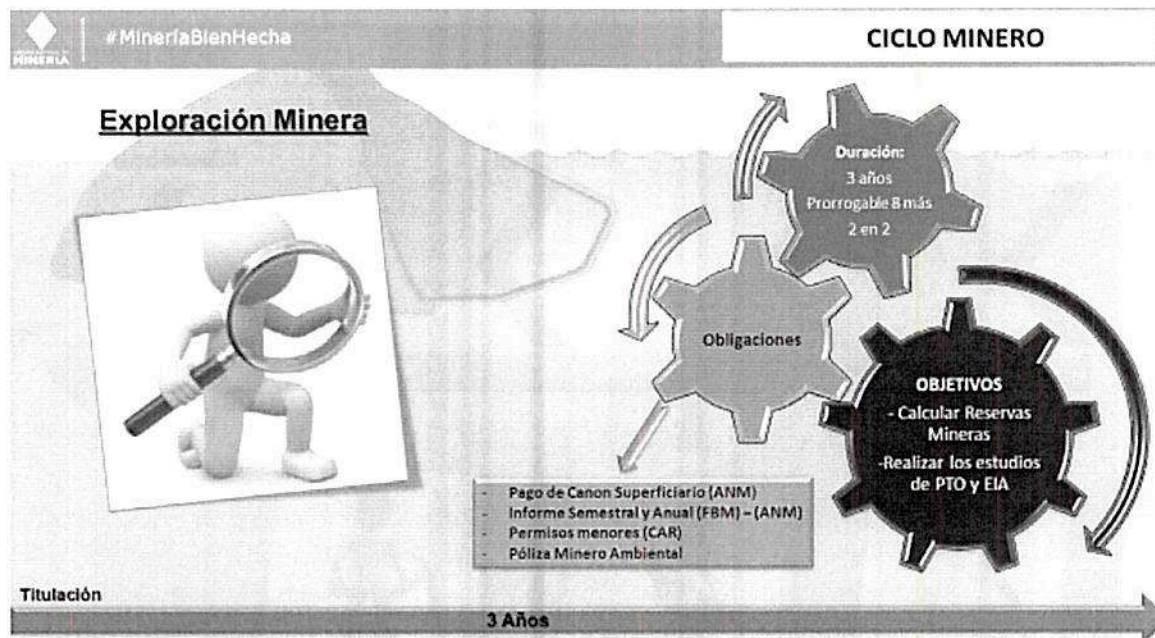 #MineríaBienHecha
CICLO MINERO
MINERÍA
Exploración Minera
Duración:
3 años
Prorrogable 8 más
2 en 2
Obligaciones
OBJETIVOS
- Calcular Reservas
Mineras
-Realizar los estudios
de PTO y EIA
- Pago de Canon Superficiario (ANM)
- Informe Semestral y Anual (FBM) – (ANM)
- Permisos menores (CAR)
- Póliza Minero Ambiental
Titulación
3 Años